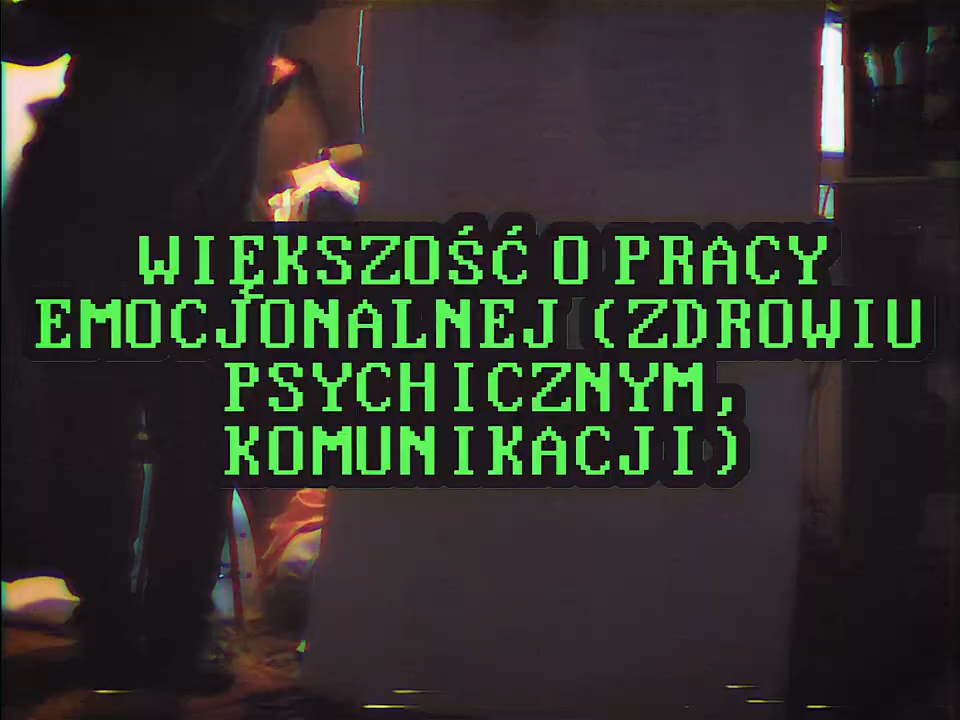 WIĘKSZOŚĆ O PRACY
EMOCJONALNEJ (ZDROWIU
PSYCHICZNYM,
KOMUNIKACJI)